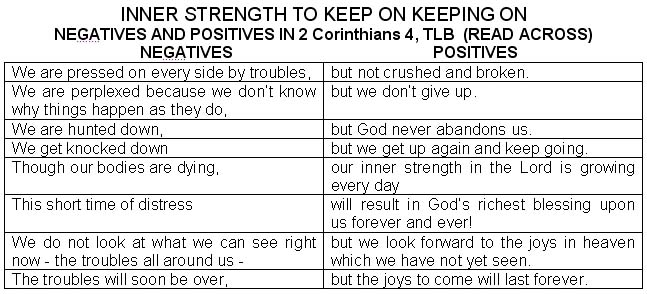 INNER STRENGTH TO KEEP ON KEEPING ON
NEGATIVES AND POSITIVES IN 2 Corinthians 4, TLB (READ ACROSS)
NEGATIVES POSITIVES
We are pressed on every side by troubles, but not crushed and broken.
We are perplexed because we don't know but we don't give up.
why things happen as they do,
We are hunted down, but God never abandons us.
We get knocked down but we get up again and keep going.
Though our bodies are dying, our inner strength in the Lord is growing
every day
This short time of distress will result in God's richest blessing upon
us forever and ever!
We do not look at what we can see right but we look forward to the joys in heaven
now - the troubles all around us - which we have not yet seen.
The troubles will soon be over, but the joys to come will last forever.